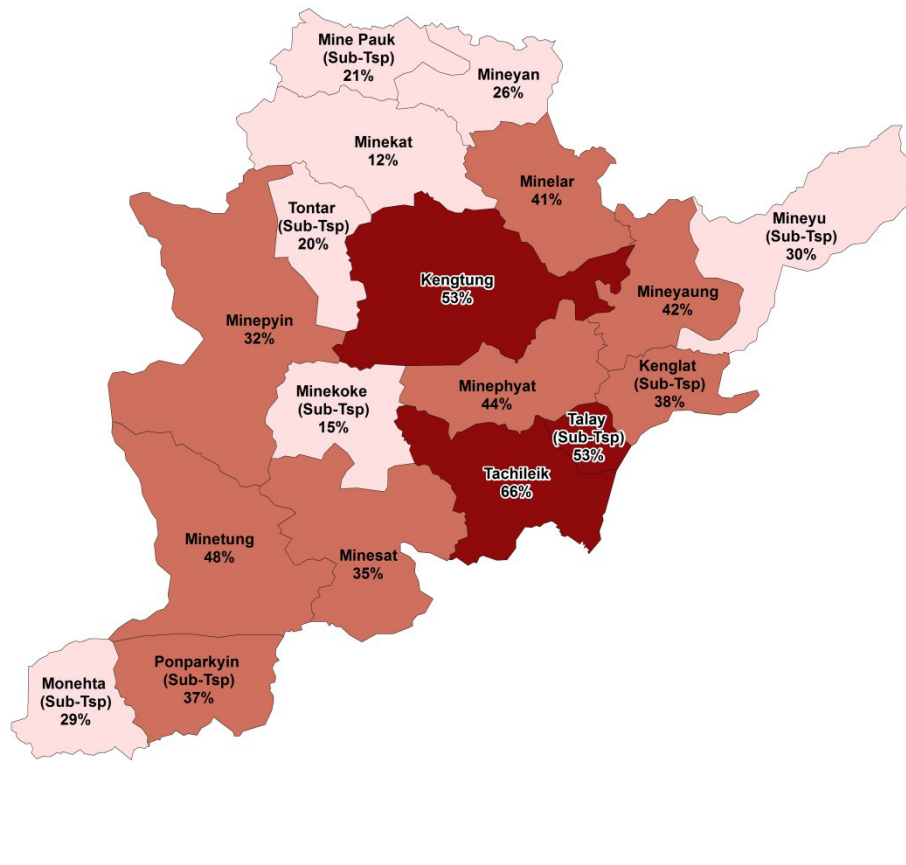 Mine Pauk
(Sub-Tsp)
21%
Mineyan
26%
Minekat
12%
Minelar
41%
Tontar
(Sub-Tsp)
20%
Mineyu
(Sub-Tsp)
30%
Kengtung
53%
Mineyaung
42%
Minepyin
32%
Kenglat
(Sub-Tsp)
38%
Minephyat
44%
Minekoke
(Sub-Tsp)
15%
Talay
(Sub-Tsp)
53%
Tachileik
66%
Minetung
48%
Minesat
35%
Ponparkyin
(Sub-Tsp)
37%
Monehta
(Sub-Tsp)
29%